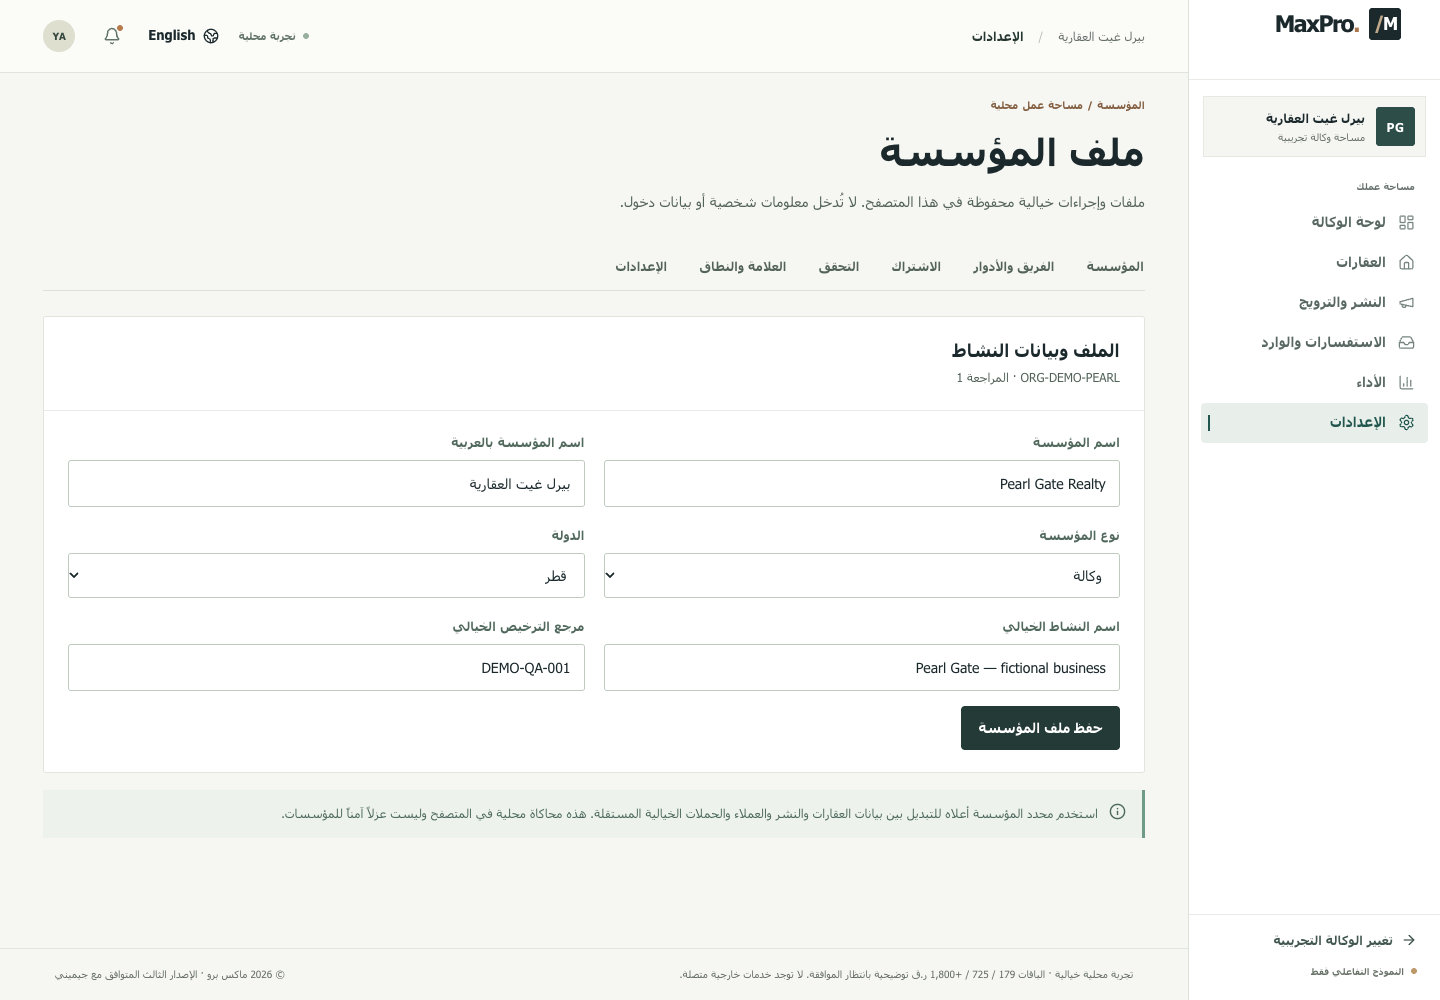 MaxPro.
/M
بيرل غيت العقارية
مساحة وكالة تجريبية
PG
مساحة عملك
لوحة الوكالة
العقارات
النشر والترويج
الاستفسارات والوارد
الأداء
الإعدادات
تغيير الوكالة التجريبية
النموذج التفاعلي فقط
بيرل غيت العقارية / الإعدادات
تجربة محلية
English
YA
المؤسسة / مساحة عمل محلية
ملف المؤسسة
ملفات وإجراءات خيالية محفوظة في هذا المتصفح. لا تُدخل معلومات شخصية أو بيانات دخول.
المؤسسة
الفريق والأدوار
الاشتراك
التحقق
العلامة والنطاق
الإعدادات
الملف وبيانات النشاط
ORG-DEMO-PEARL · المراجعة 1
اسم المؤسسة
Pearl Gate Realty
اسم المؤسسة بالعربية
بيرل غيت العقارية
نوع المؤسسة
وكالة
الدولة
قطر
اسم النشاط الخيالي
Pearl Gate — fictional business
مرجع الترخيص الخيالي
DEMO-QA-001
حفظ ملف المؤسسة
استخدم محدد المؤسسة أعلاه للتبديل بين بيانات العقارات والنشر والعملاء والحملات الخيالية المستقلة. هذه محاكاة محلية في المتصفح وليست عزلاً آمناً للمؤسسات.
تجربة محلية خيالية · الباقات 179 / 725 / +1,800 ر.ق توضيحية بانتظار الموافقة. لا توجد خدمات خارجية متصلة.
© 2026 ماكس برو · الإصدار الثالث المتوافق مع جيميني